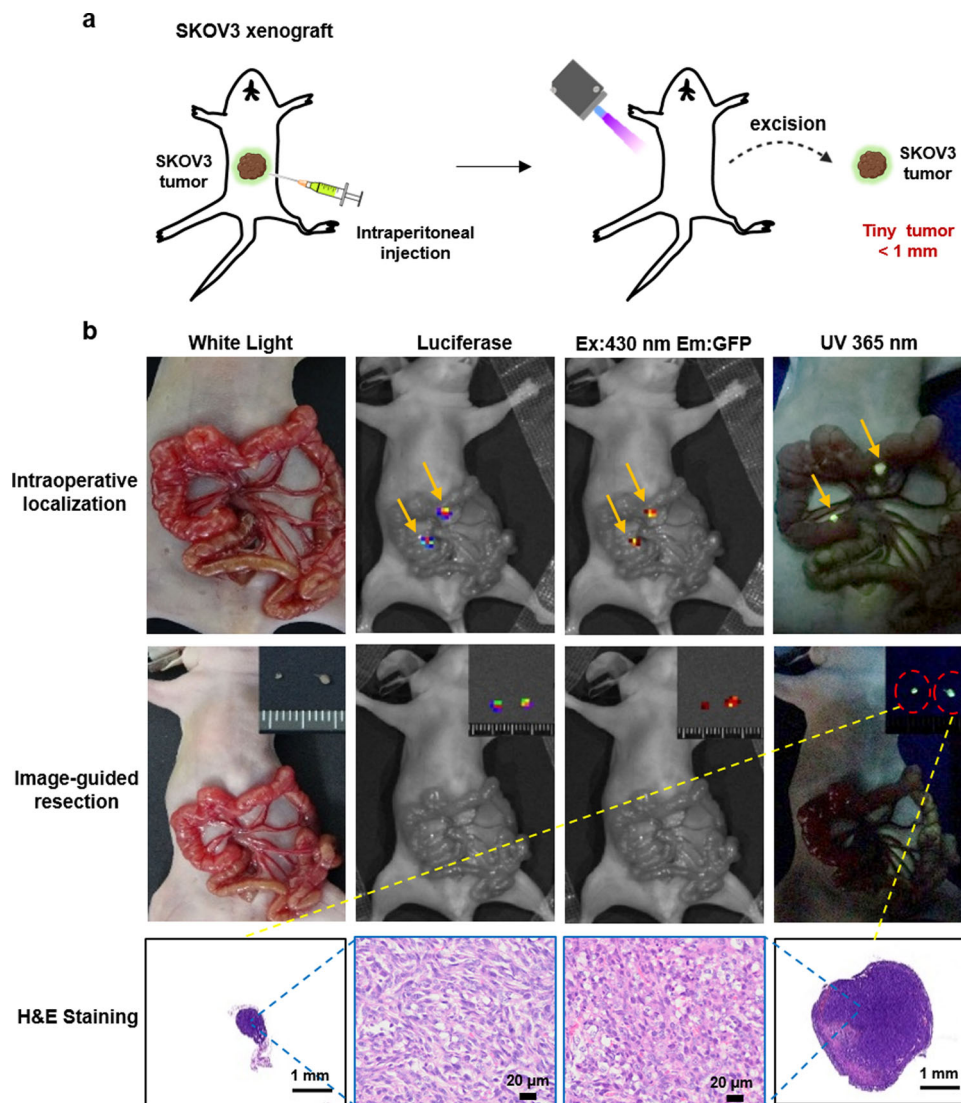 a
SKOV3 xenograft
SKOV3
tumor
Intraperitoneal
injection
excision
SKOV3
tumor
Tiny tumor
< 1 mm
b
White Light
Luciferase
Ex:430 nm Em:GFP
UV 365 nm
Intraoperative
localization
Image-guided
resection
H&E Staining
1 mm
20 µm
20 µm
1 mm